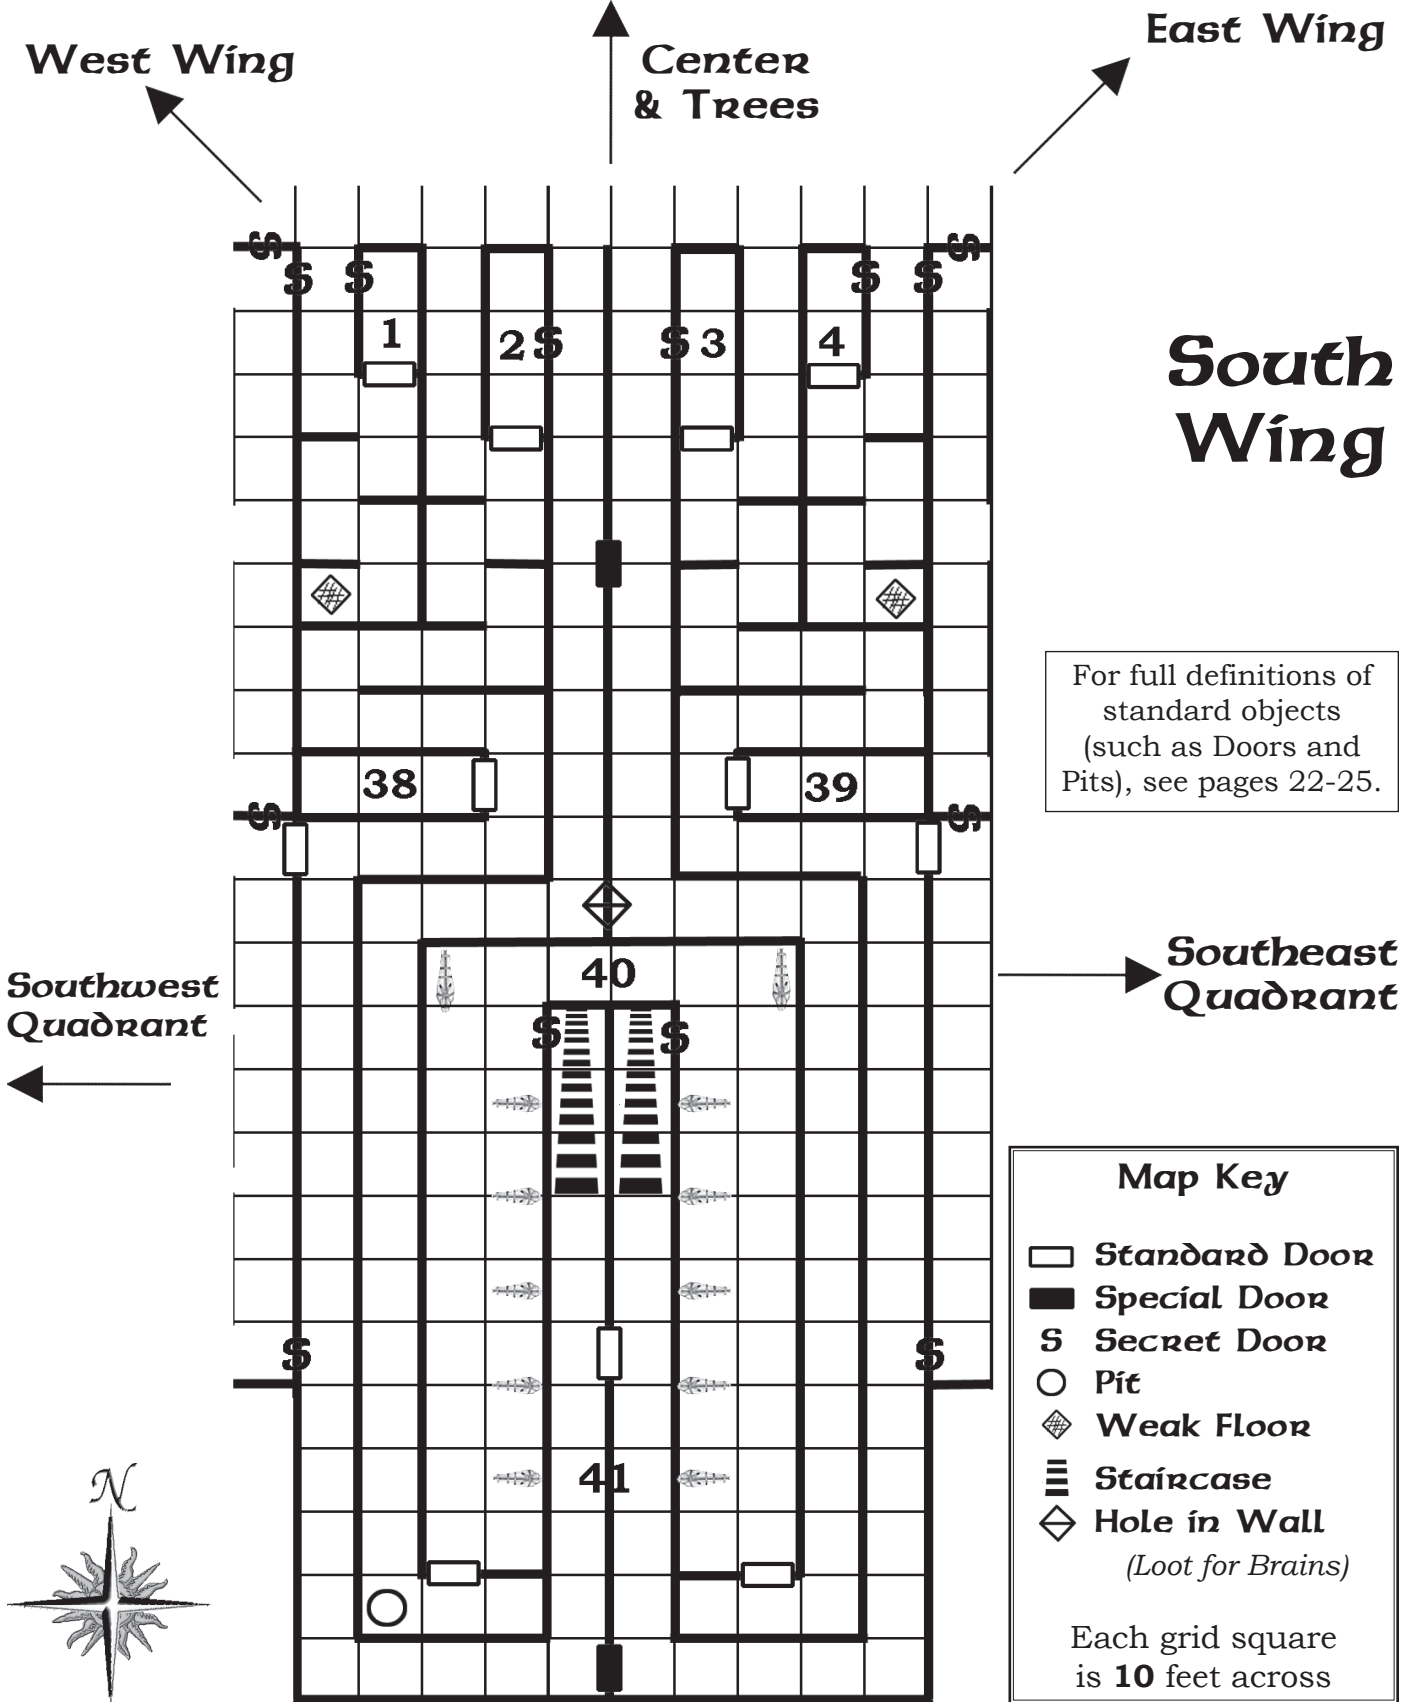 West Wing
Center
& Trees
East Wing
S
S
S
S
S
S
1
2
S
S
3
4
South
Wing
For full definitions of
standard objects
(such as Doors and
Pits), see pages 22-25.
38
39
S
S
40
Southwest
Quadrant
Southeast
Quadrant
S
S
S
S
41
Map Key
Standard Door
Special Door
S Secret Door
Pit
Weak Floor
Staircase
Hole in Wall
(Loot for Brains)
Each grid square
is 10 feet across
N